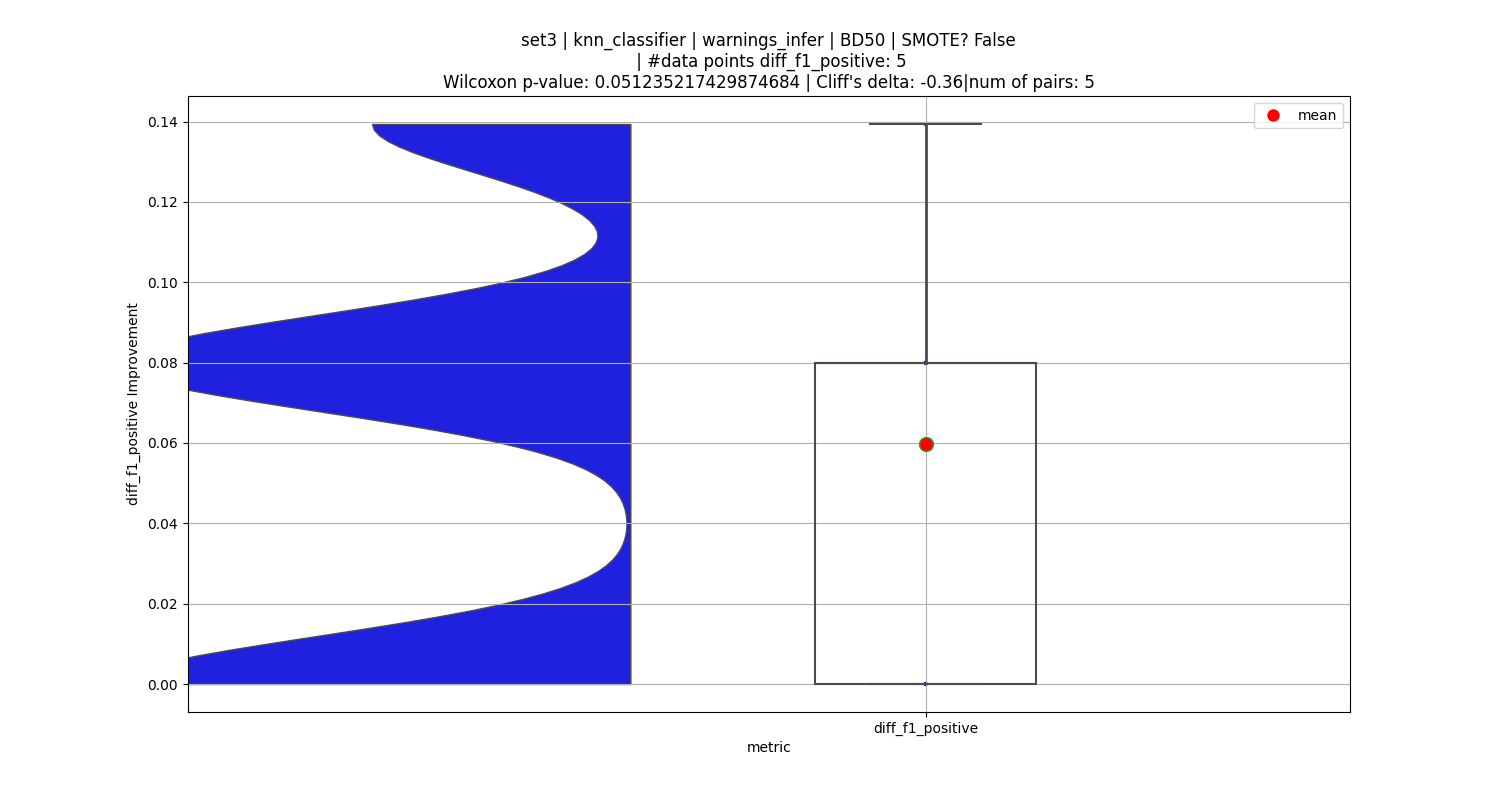 set3 | knn_classifier | warnings_infer | BD50 | SMOTE? False
| #data points diff_f1_positive: 5
Wilcoxon p-value: 0.051235217429874684 | Cliff's delta: -0.36|num of pairs: 5
mean
0.14
0.12
0.10
0.08
0.06
0.04
0.02
0.00
diff_f1_positive Improvement
diff_f1_positive
metric